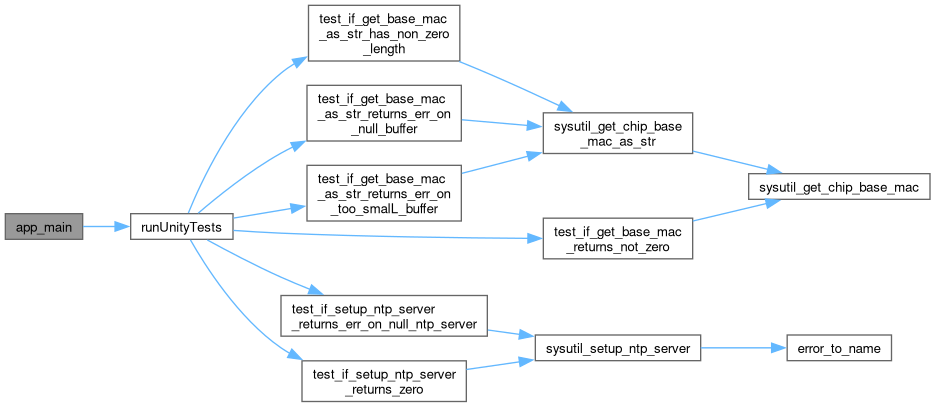 test_if_get_base_mac
_as_str_has_non_zero
_length
test_if_get_base_mac
_as_str_returns_err_on
_null_buffer
sysutil_get_chip_base
_mac_as_str
test_if_get_base_mac
_as_str_returns_err_on
_too_smalL_buffer
sysutil_get_chip_base_mac
app_main
runUnityTests
test_if_get_base_mac
_returns_not_zero
test_if_setup_ntp_server
_returns_err_on_null_ntp_server
sysutil_setup_ntp_server
error_to_name
test_if_setup_ntp_server
_returns_zero